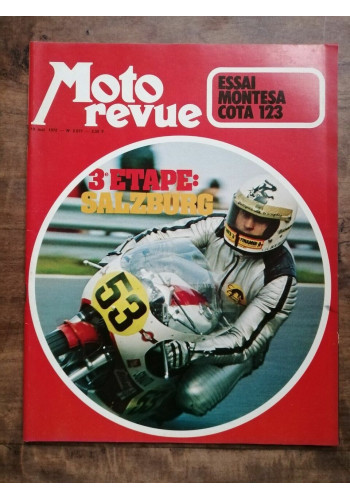 Moto
revue
ESSAI
MONTESA
COTA 123
3e ETAPE:
SALZBURG
53